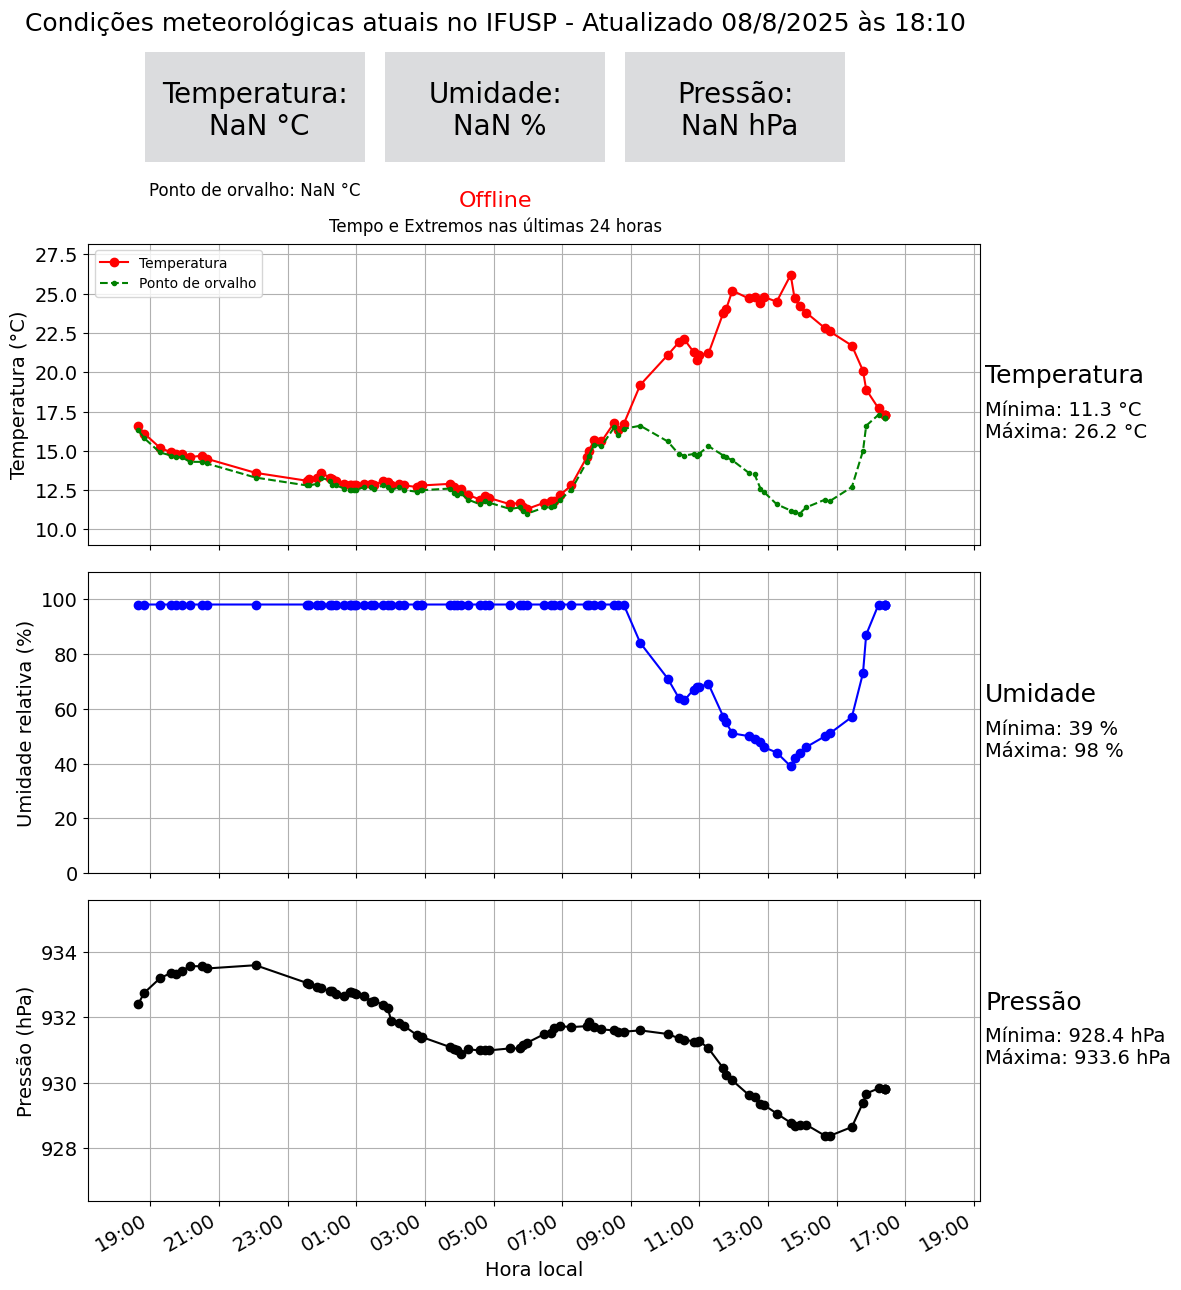 Condições meteorológicas atuais no IFUSP - Atualizado 08/8/2025 às 18:10
Temperatura:
NaN °C
Umidade:
NaN %
Pressão:
NaN hPa
Ponto de orvalho: NaN °C
Offline
Tempo e Extremos nas últimas 24 horas
27.5
25.0
22.5
20.0
17.5
15.0
12.5
10.0
Temperatura (°C)
Temperatura
Ponto de orvalho
Temperatura
Mínima: 11.3 °C
Máxima: 26.2 °C
100
80
60
40
20
0
Umidade relativa (%)
Umidade
Mínima: 39 %
Máxima: 98 %
934
932
930
928
Pressão (hPa)
Pressão
Mínima: 928.4 hPa
Máxima: 933.6 hPa
19:00 21:00 23:00 01:00 03:00 05:00 07:00 09:00 11:00 13:00 15:00 17:00 19:00
Hora local